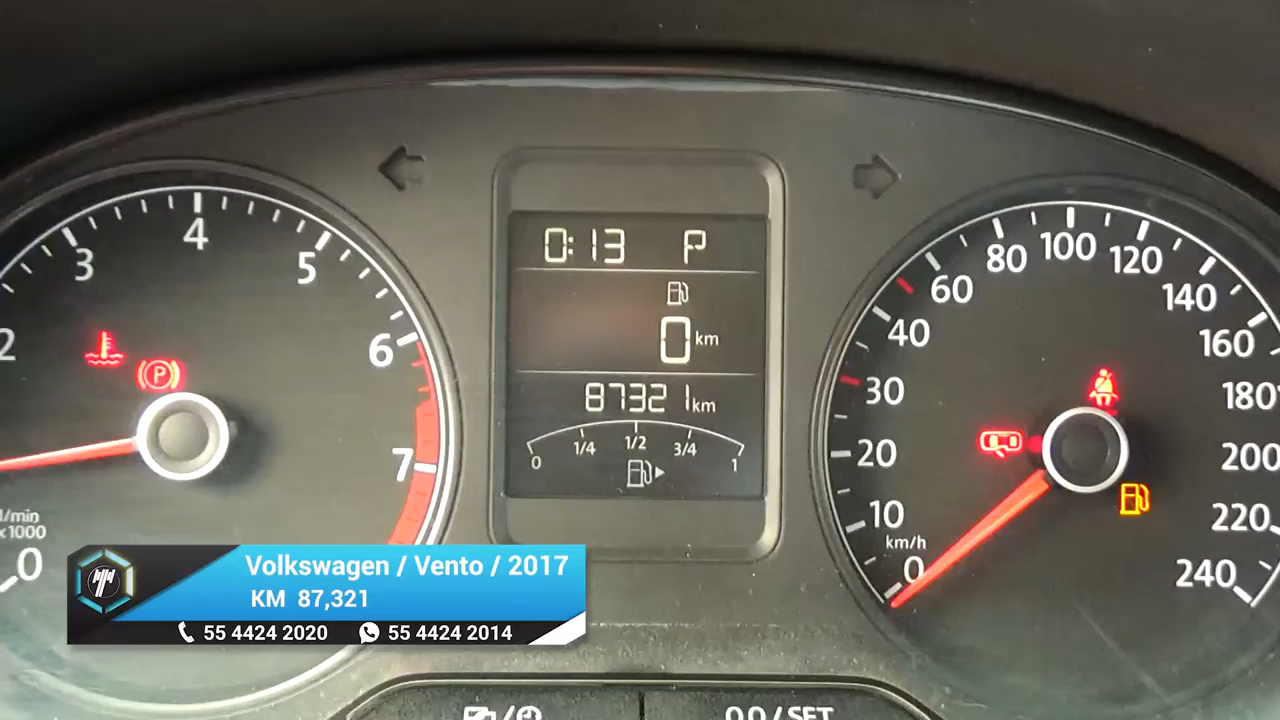 0:13 P
0 km
87321 km
0 1/4 1/2 3/4 1
2 3 4 5 6 7
(P)
/min
x1000
0
0 10 20 30 40 60 80 100 120 140 160 180 200 220 240
km/h
Volkswagen / Vento / 2017
KM 87,321
55 4424 2020 55 4424 2014
0.0 / SET